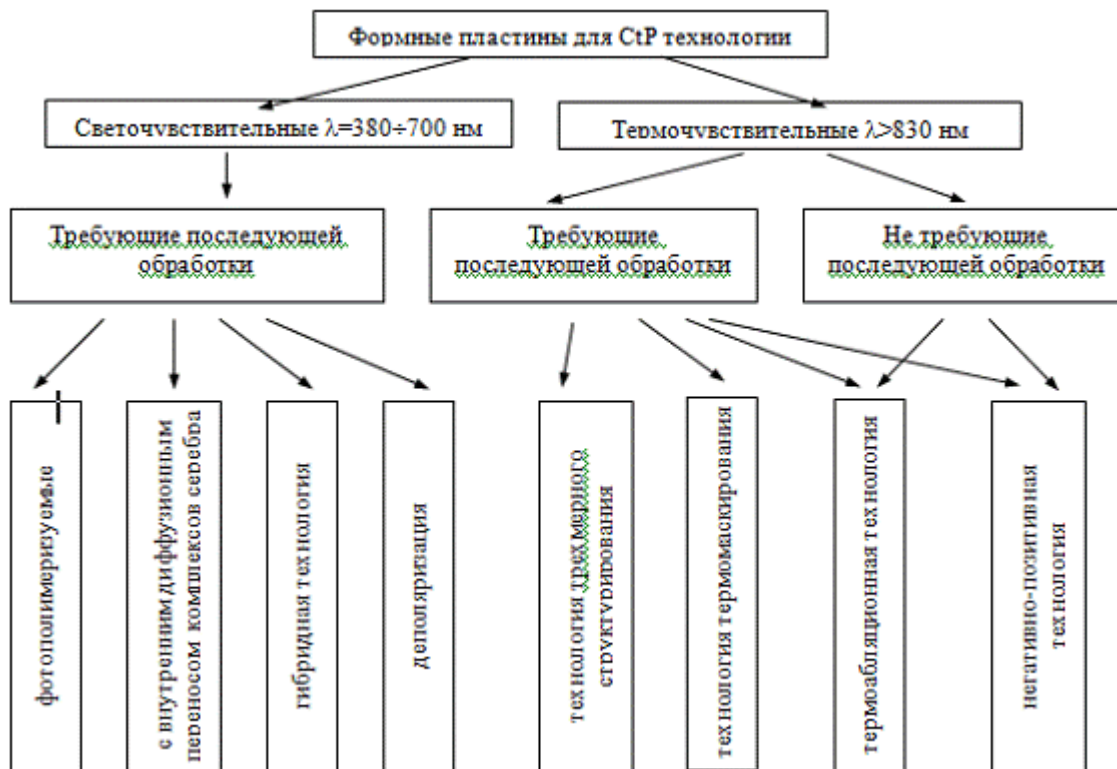 Формные пластины для CtP технологии
Светочувствительные λ=380÷700 нм
Термочувствительные λ>830 нм
Требующие последующей
обработки
Требующие
последующей обработки
Не требующие
последующей обработки
фотополимеризуемые
с внутренним диффузионным
переносом комплексов серебра
гибридная технология
деполяризация
технология трехмерного
структурирования
технология термомаскирования
термоабляционная технология
негативно-позитивная
технология